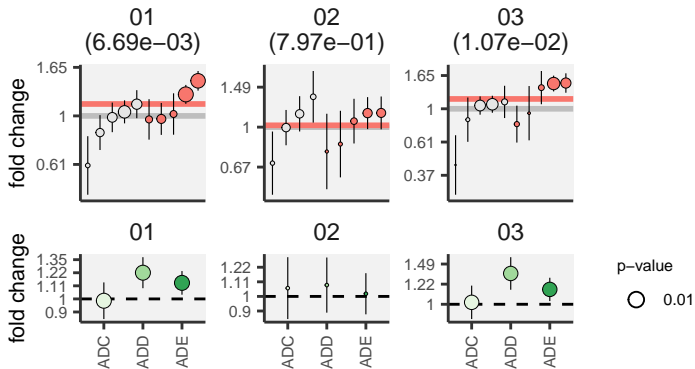 01
(6.69e−03)
02
(7.97e−01)
03
(1.07e−02)
fold change
1.65
1
0.61
1.49
1
0.67
1.65
1
0.61
0.37
01
02
03
fold change
1.35
1.22
1.11
1
0.9
1.22
1.11
1
0.9
1.49
1.22
1
ADC
ADD
ADE
ADC
ADD
ADE
ADC
ADD
ADE
p−value
0.01